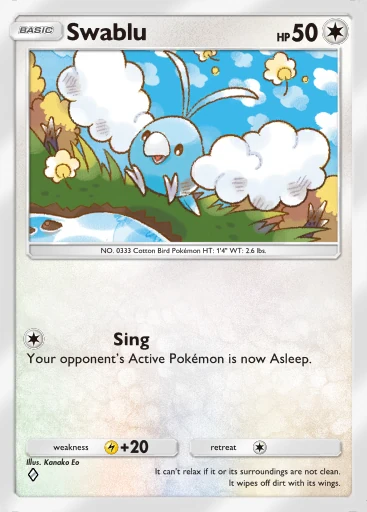 BASIC Swablu HP 50
NO. 0333 Cotton Bird Pokémon HT: 1'4" WT: 2.6 lbs.
Sing
Your opponent's Active Pokémon is now Asleep.
weakness +20 retreat
Illus. Kanako Eo
It can't relax if it or its surroundings are not clean.
It wipes off dirt with its wings.